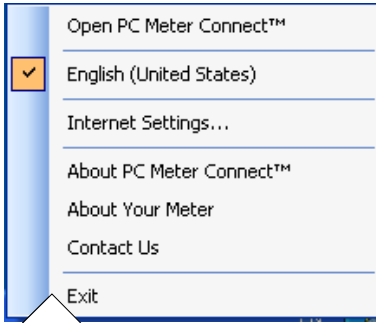 Open PC Meter Connect™
English (United States)
Internet Settings...
About PC Meter Connect™
About Your Meter
Contact Us
Exit